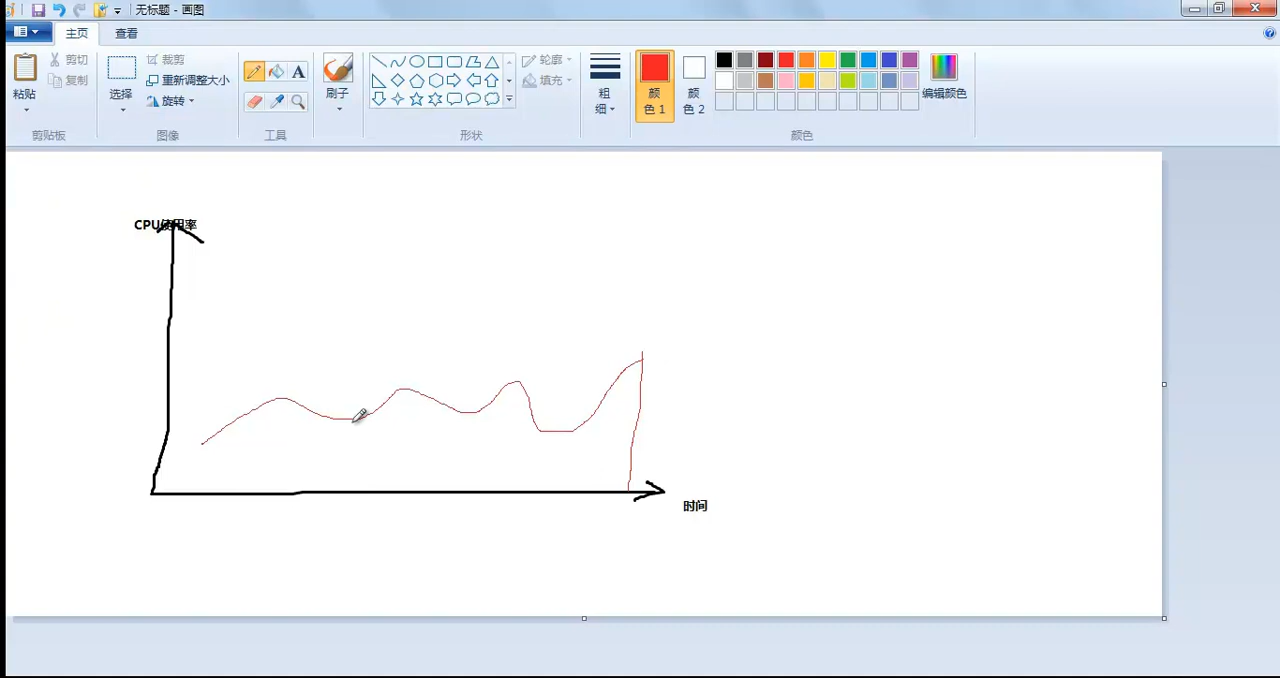 无标题 - 画图
主页
查看
粘贴
剪切
复制
剪贴板
选择
裁剪
重新调整大小
旋转
图像
A
工具
刷子
轮廓
填充
形状
粗
细
颜
色 1
颜
色 2
编辑颜色
颜色
CPU使用率
时间